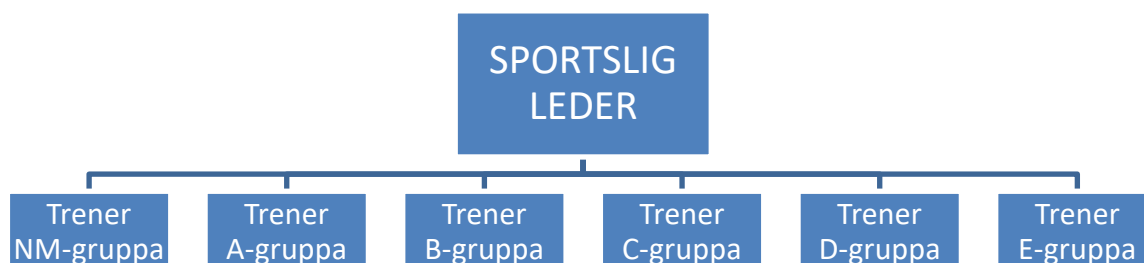 SPORTSLIG
LEDER
Trener
NM-gruppa
Trener
A-gruppa
Trener
B-gruppa
Trener
C-gruppa
Trener
D-gruppa
Trener
E-gruppa